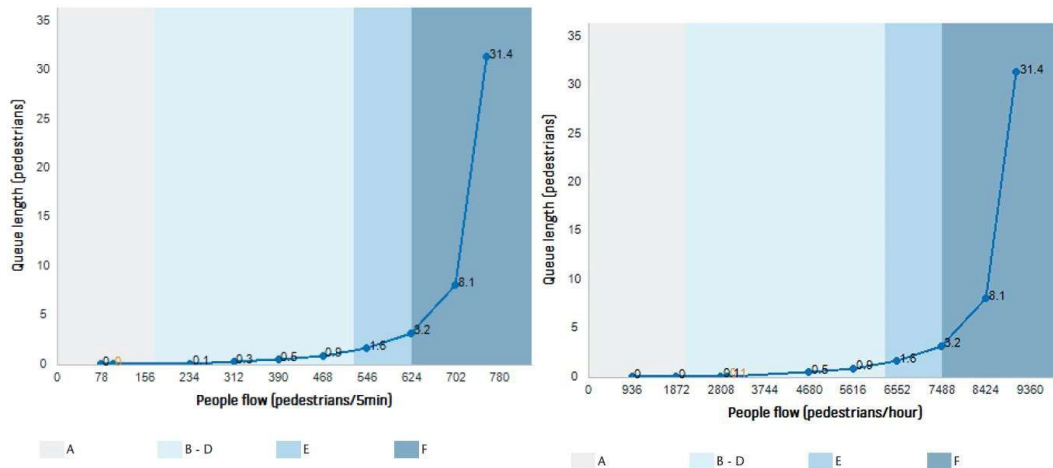 35
30
25
20
15
10
5
0
Queue length (pedestrians)
0 0 0.1 0.3 0.5 0.9 1.6 3.2 8.1 31.4
0 78 156 234 312 390 468 546 624 702 780
People flow (pedestrians/5min)
A B - D E F
35
30
25
20
15
10
5
0
Queue length (pedestrians)
0 0 0.1 0.5 0.9 1.6 3.2 8.1 31.4
0 936 1872 2808 3744 4680 5616 6552 7488 8424 9360
People flow (pedestrians/hour)
A B - D E F